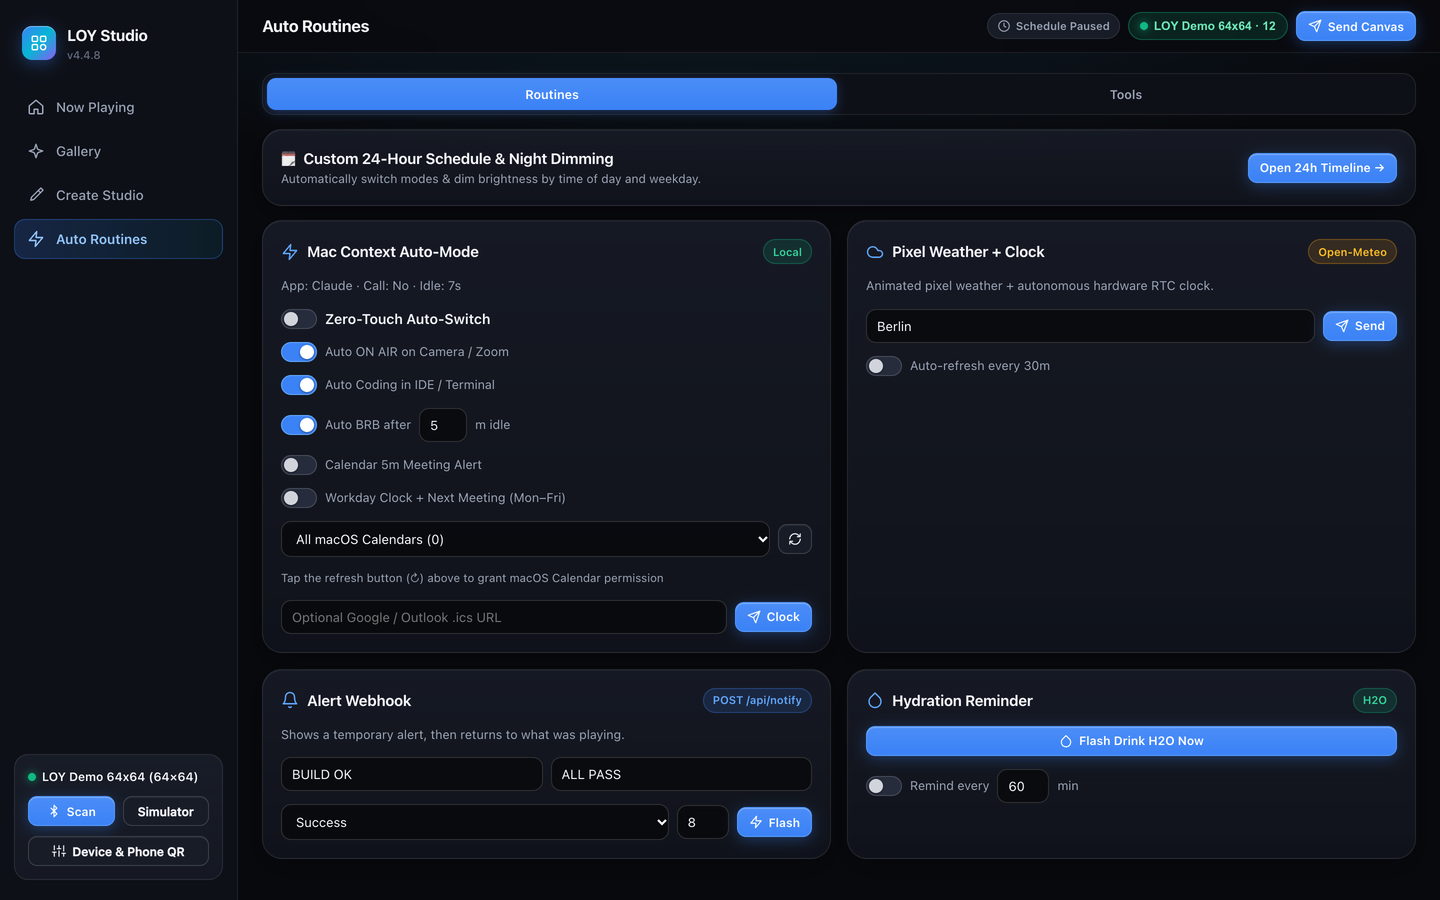 LOY Studio
v4.4.8
Now Playing
Gallery
Create Studio
Auto Routines
LOY Demo 64x64 (64×64)
Scan
Simulator
Device & Phone QR
Auto Routines
Schedule Paused
LOY Demo 64x64 · 12
Send Canvas
Routines
Tools
Custom 24-Hour Schedule & Night Dimming
Automatically switch modes & dim brightness by time of day and weekday.
Open 24h Timeline →
Mac Context Auto-Mode
Local
App: Claude · Call: No · Idle: 7s
Zero-Touch Auto-Switch
Auto ON AIR on Camera / Zoom
Auto Coding in IDE / Terminal
Auto BRB after 5 m idle
Calendar 5m Meeting Alert
Workday Clock + Next Meeting (Mon–Fri)
All macOS Calendars (0)
Tap the refresh button (↻) above to grant macOS Calendar permission
Optional Google / Outlook .ics URL
Clock
Pixel Weather + Clock
Open-Meteo
Animated pixel weather + autonomous hardware RTC clock.
Berlin
Send
Auto-refresh every 30m
Alert Webhook
POST /api/notify
Shows a temporary alert, then returns to what was playing.
BUILD OK
ALL PASS
Success
8
Flash
Hydration Reminder
H2O
Flash Drink H2O Now
Remind every 60 min